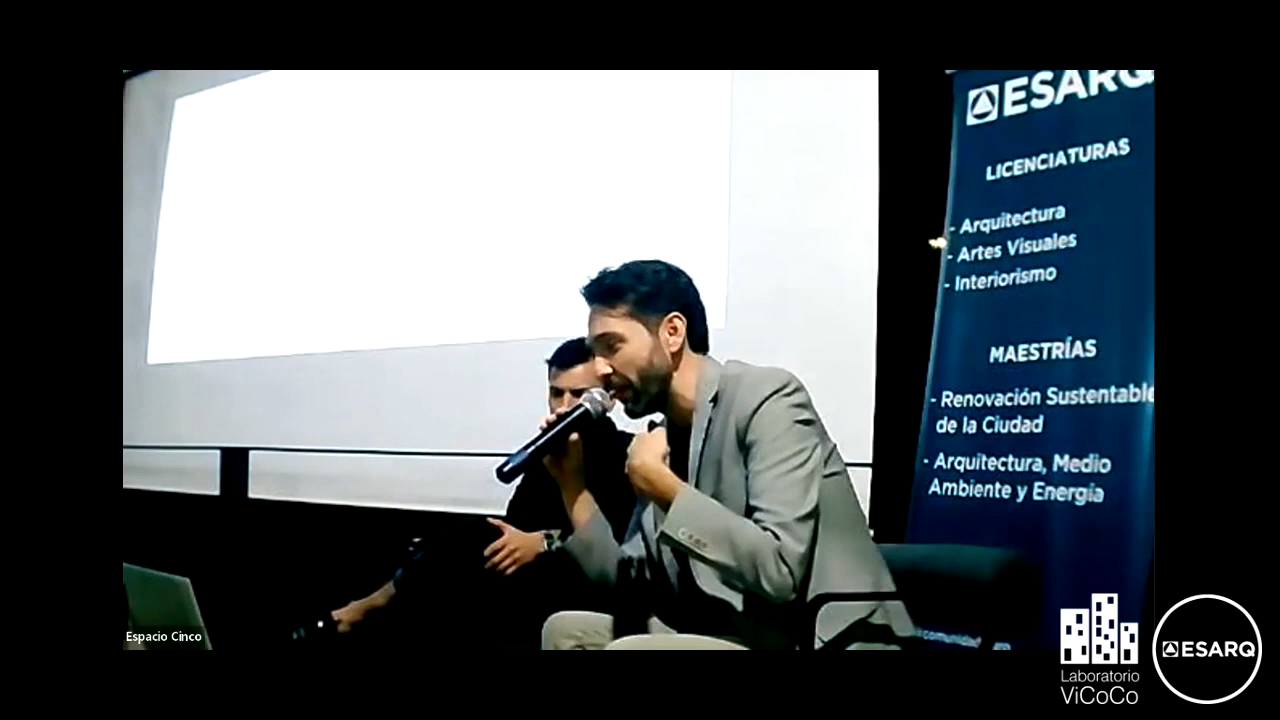 ESARQ
LICENCIATURAS
- Arquitectura
- Artes Visuales
- Interiorismo
MAESTRÍAS
- Renovación Sustentable
de la Ciudad
- Arquitectura, Medio
Ambiente y Energía
comunidad
Espacio Cinco
Laboratorio
ViCoCo
ESARQ